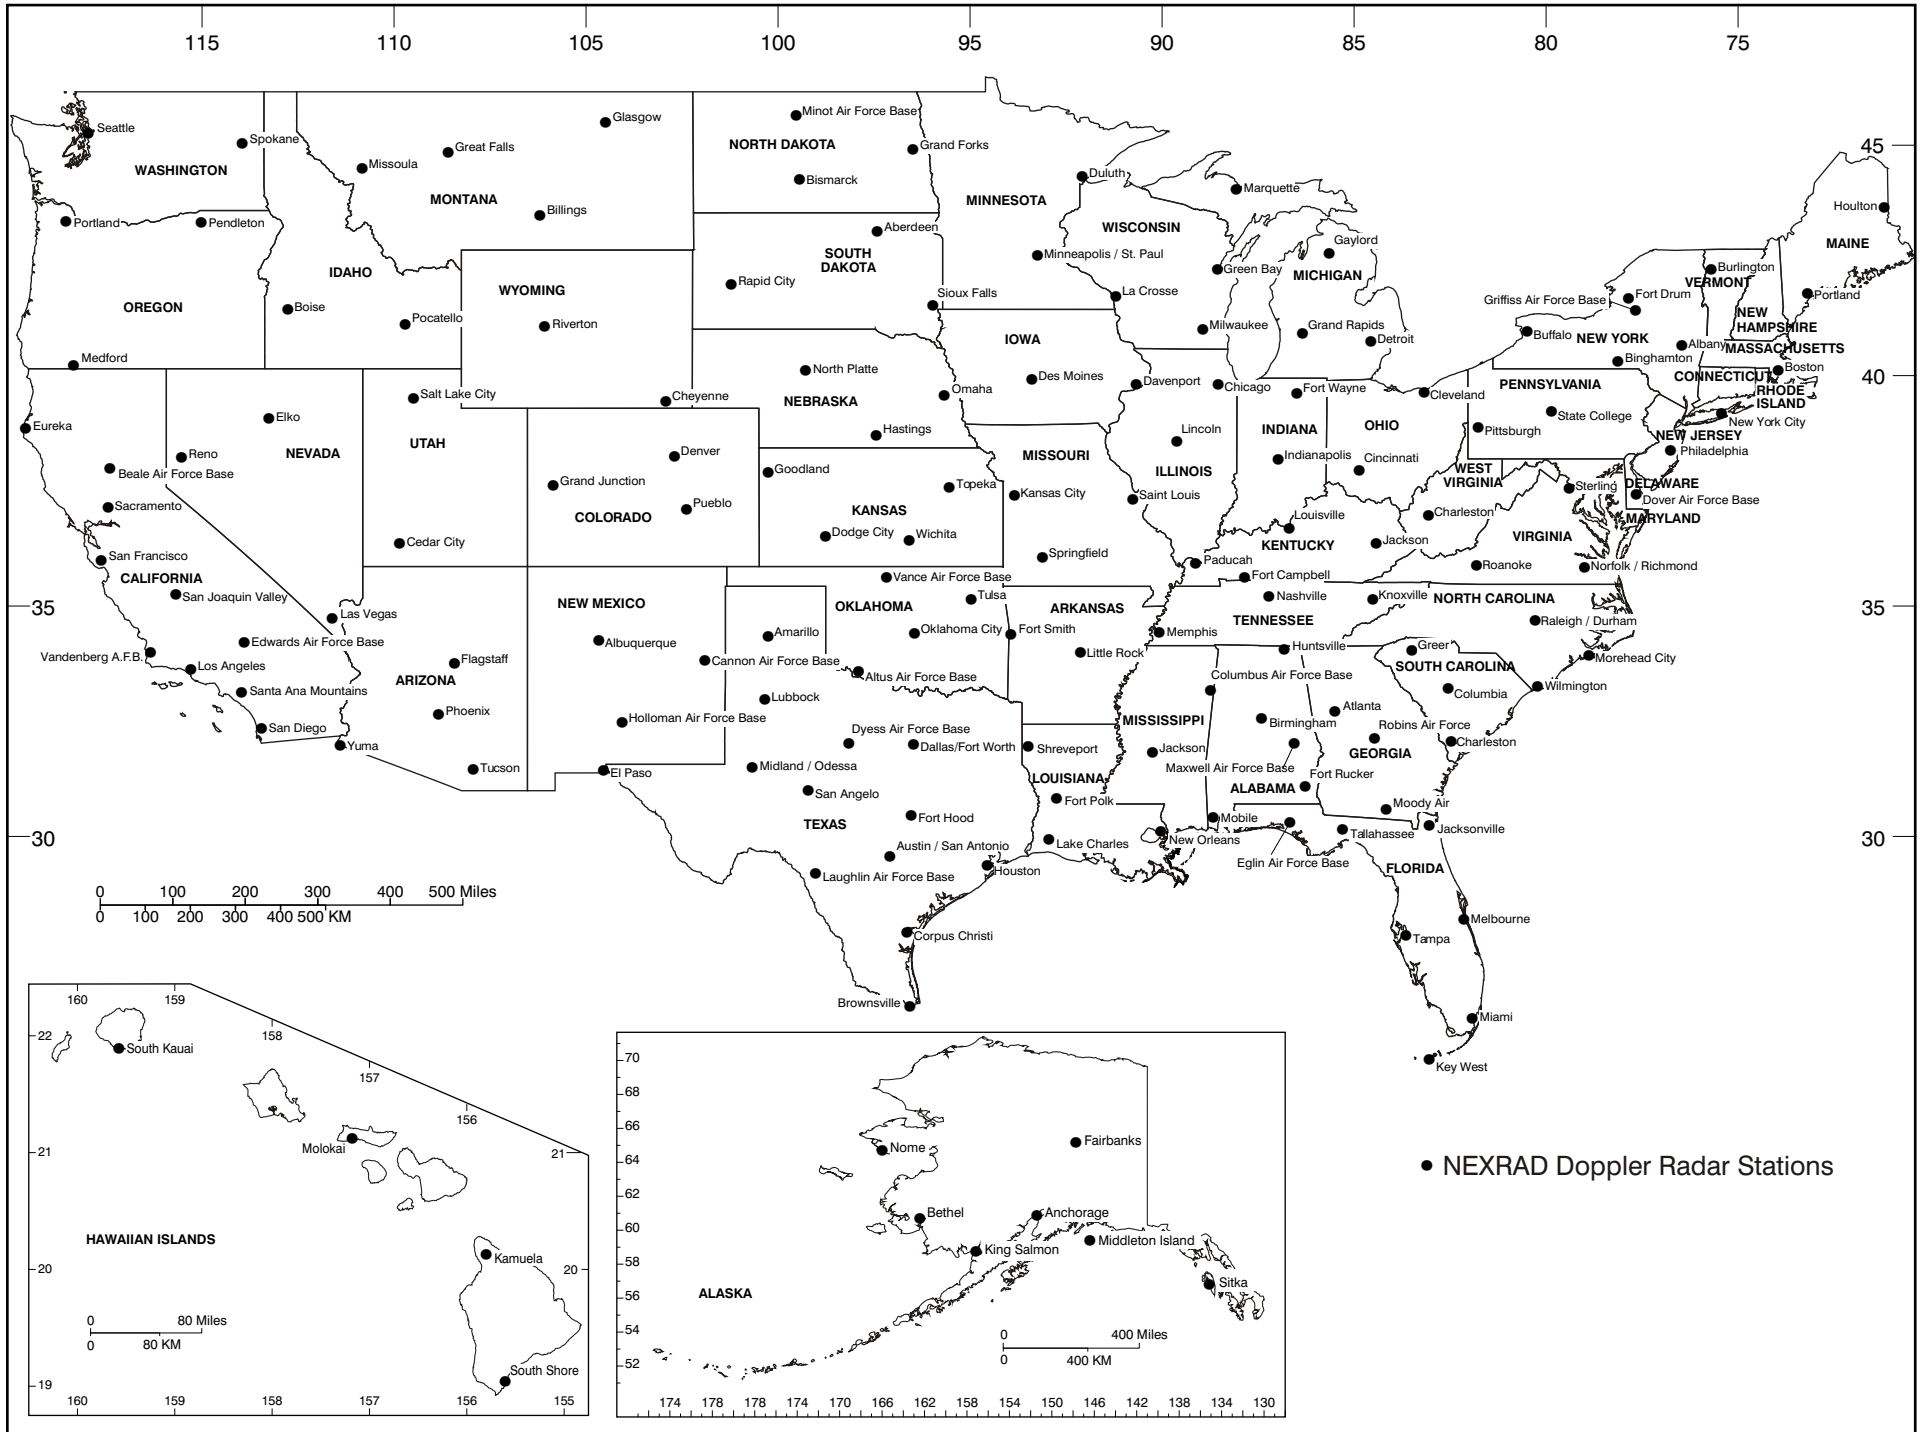 115 110 105 100 95 90 85 80 75
45
40
35
30
35
30
Seattle
Spokane
WASHINGTON
Portland
Pendleton
OREGON
Medford
Missoula
Great Falls
Glasgow
MONTANA
Billings
IDAHO
Boise
Pocatello
WYOMING
Riverton
Cheyenne
Minot Air Force Base
NORTH DAKOTA
Grand Forks
Bismarck
Aberdeen
SOUTH
DAKOTA
Rapid City
Sioux Falls
MINNESOTA
Duluth
Minneapolis / St. Paul
La Crosse
WISCONSIN
Green Bay
Milwaukee
Marquette
Gaylord
MICHIGAN
Grand Rapids
Detroit
Houlton
MAINE
Portland
Burlington
VERMONT
NEW
HAMPSHIRE
MASSACHUSETTS
Boston
CONNECTICUT
RHODE
ISLAND
Griffiss Air Force Base
Fort Drum
Buffalo
NEW YORK
Albany
Binghamton
New York City
PENNSYLVANIA
State College
Pittsburgh
NEW JERSEY
Philadelphia
DELAWARE
Dover Air Force Base
MARYLAND
Sterling
WEST
VIRGINIA
Charleston
VIRGINIA
Roanoke
Norfolk / Richmond
Cleveland
OHIO
Cincinnati
Fort Wayne
INDIANA
Indianapolis
Chicago
Lincoln
ILLINOIS
Davenport
IOWA
Des Moines
Omaha
North Platte
NEBRASKA
Hastings
Eureka
Beale Air Force Base
Sacramento
San Francisco
CALIFORNIA
San Joaquin Valley
Edwards Air Force Base
Vandenberg A.F.B.
Los Angeles
Santa Ana Mountains
San Diego
Reno
Elko
NEVADA
Las Vegas
Salt Lake City
UTAH
Cedar City
Denver
Grand Junction
Pueblo
COLORADO
Goodland
Topeka
KANSAS
Dodge City
Wichita
MISSOURI
Kansas City
Saint Louis
Springfield
Louisville
KENTUCKY
Jackson
Paducah
Fort Campbell
Nashville
Knoxville
TENNESSEE
Memphis
NORTH CAROLINA
Raleigh / Durham
Morehead City
Wilmington
Greer
SOUTH CAROLINA
Columbia
Charleston
Flagstaff
ARIZONA
Phoenix
Yuma
Tucson
NEW MEXICO
Albuquerque
Cannon Air Force Base
Holloman Air Force Base
El Paso
Vance Air Force Base
OKLAHOMA
Tulsa
Oklahoma City
Altus Air Force Base
Amarillo
Lubbock
Dyess Air Force Base
Dallas/Fort Worth
Midland / Odessa
San Angelo
TEXAS
Fort Hood
Austin / San Antonio
Laughlin Air Force Base
Houston
Corpus Christi
Brownsville
ARKANSAS
Fort Smith
Little Rock
Shreveport
LOUISIANA
Fort Polk
Lake Charles
New Orleans
MISSISSIPPI
Columbus Air Force Base
Jackson
Huntsville
Birmingham
Maxwell Air Force Base
ALABAMA
Fort Rucker
Mobile
Atlanta
Robins Air Force
GEORGIA
Moody Air
Eglin Air Force Base
Tallahassee
Jacksonville
FLORIDA
Melbourne
Tampa
Miami
Key West
0 100 200 300 400 500 Miles
0 100 200 300 400 500 KM
160 159
158
157
156
22
21
20
19
21
20
South Kauai
Molokai
HAWAIIAN ISLANDS
Kamuela
South Shore
0 80 Miles
0 80 KM
160 159 158 157 156 155
70
68
66
64
62
60
58
56
54
52
Nome
Fairbanks
Bethel
Anchorage
King Salmon
Middleton Island
Sitka
ALASKA
0 400 Miles
0 400 KM
174 178 178 174 170 166 162 158 154 150 146 142 138 134 130
NEXRAD Doppler Radar Stations